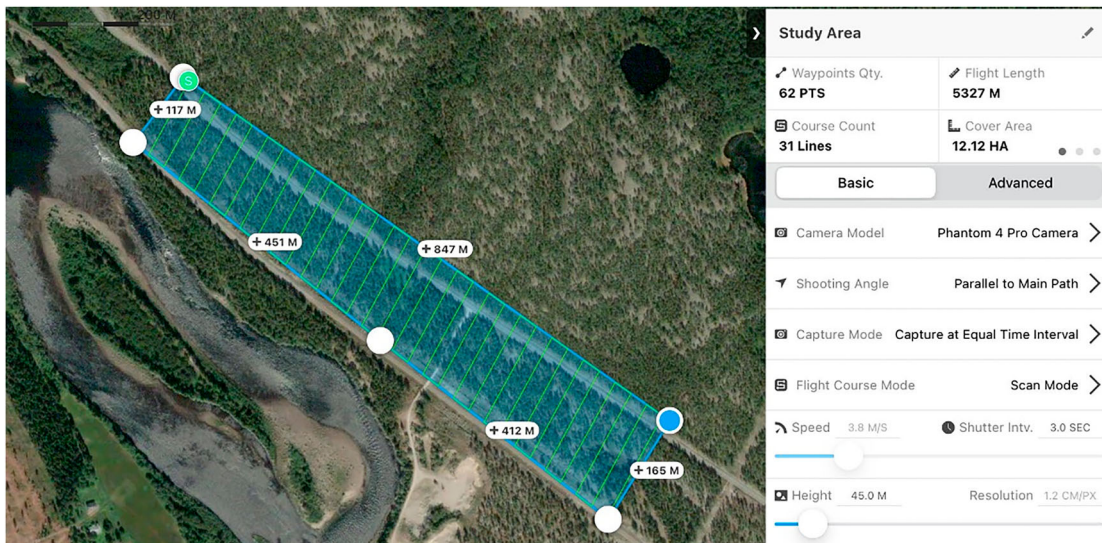 200 M
S
+ 117 M
+ 451 M
+ 847 M
+ 412 M
+ 165 M
Study Area
Waypoints Qty.
62 PTS
Flight Length
5327 M
Course Count
31 Lines
Cover Area
12.12 HA
Basic
Advanced
Camera Model Phantom 4 Pro Camera
Shooting Angle Parallel to Main Path
Capture Mode Capture at Equal Time Interval
Flight Course Mode Scan Mode
Speed 3.8 M/S Shutter Intv. 3.0 SEC
Height 45.0 M Resolution 1.2 CM/PX